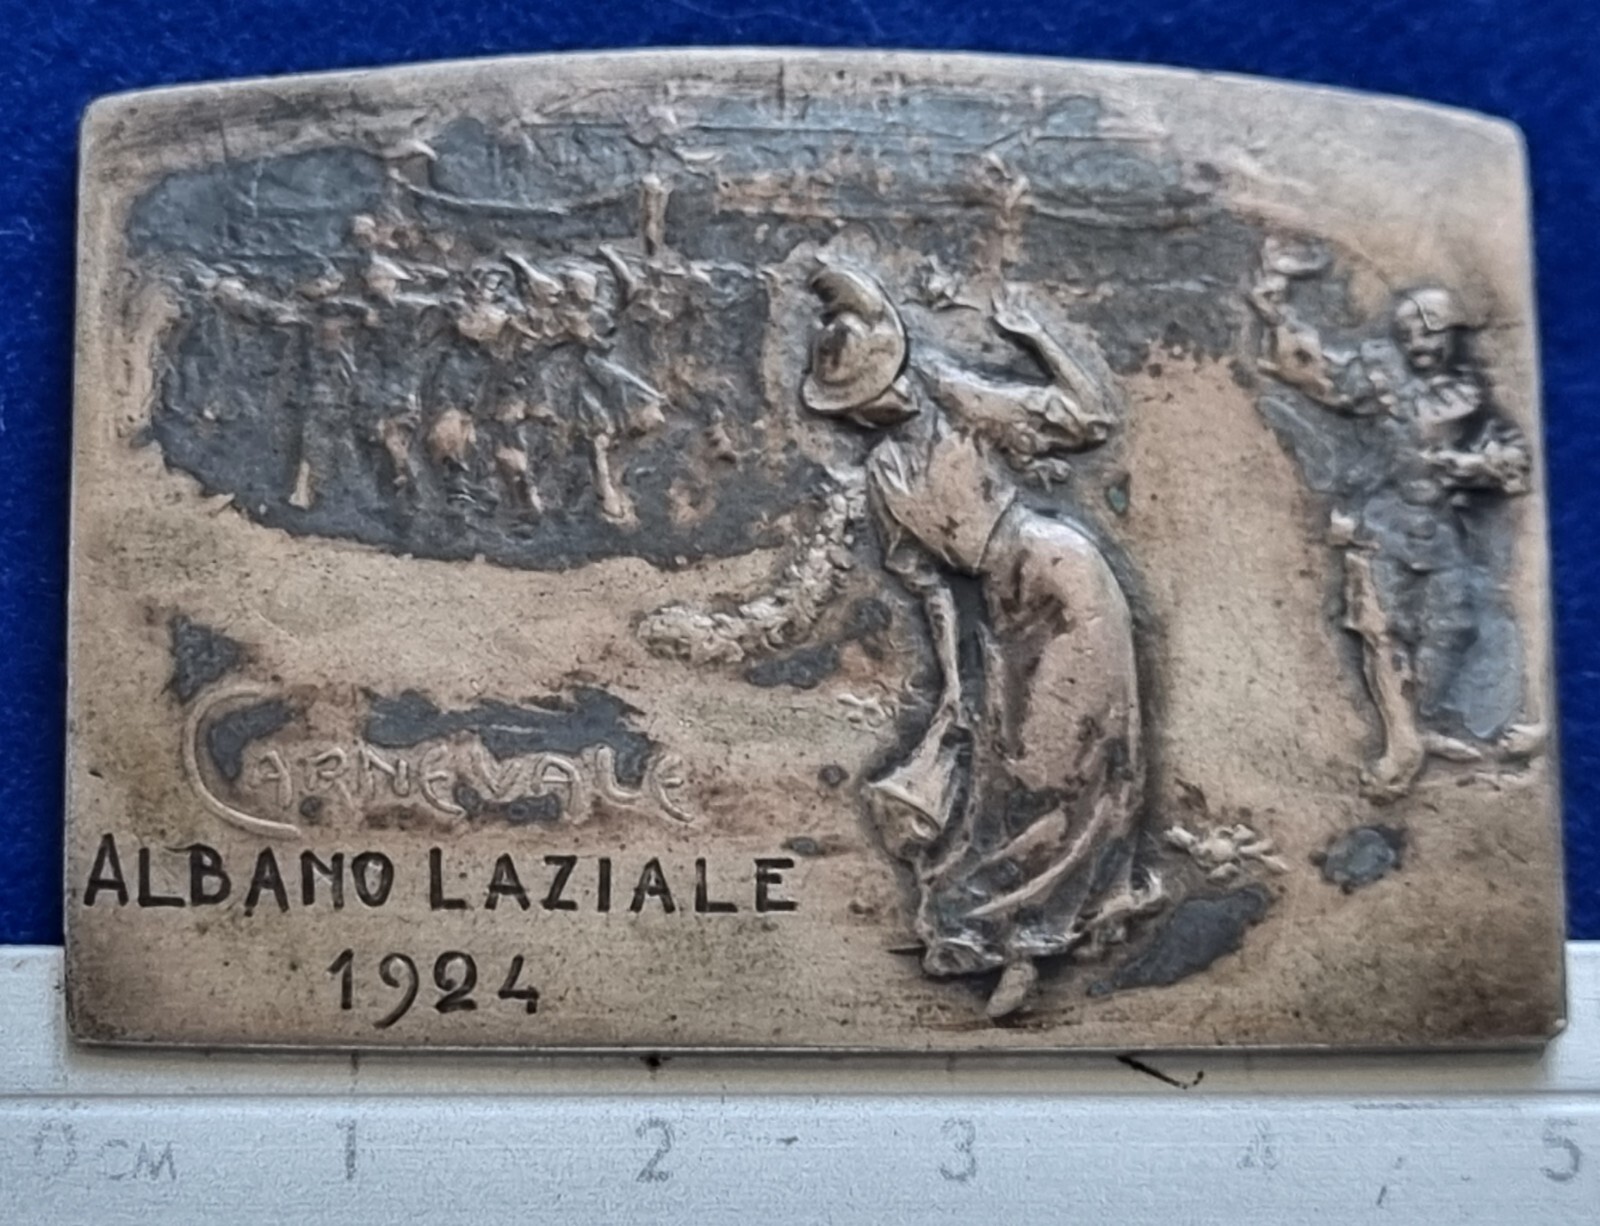 CARNEVALE
ALBANO LAZIALE
1924
0 CM 1 2 3 4 5